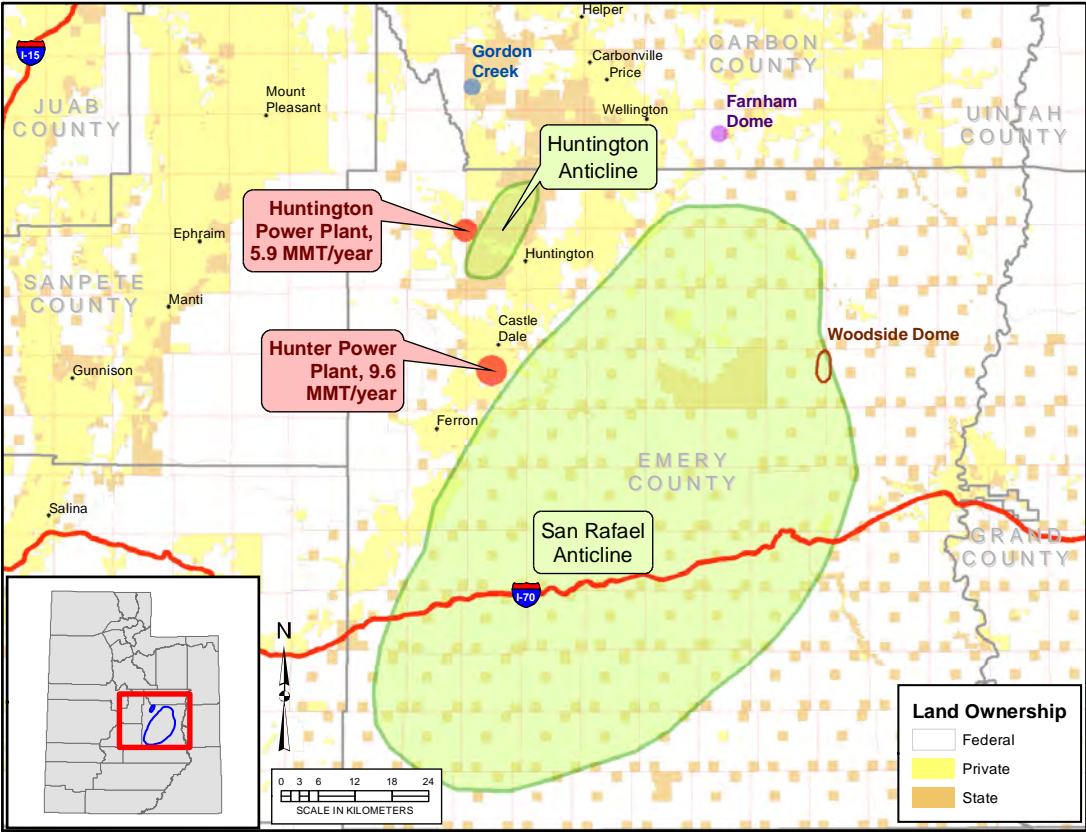 Helper
I-15
Gordon
Creek
Carbonville
Price
CARBON
COUNTY
Mount
Pleasant
JUAB
COUNTY
Wellington
Farnham
Dome
UINTAH
COUNTY
Huntington
Anticline
Huntington
Power Plant,
5.9 MMT/year
Ephraim
Huntington
SANPETE
COUNTY
Manti
Castle
Dale
Woodside Dome
Hunter Power
Plant, 9.6
MMT/year
Gunnison
Ferron
EMERY
COUNTY
Salina
San Rafael
Anticline
GRAND
COUNTY
I-70
N
0 3 6 12 18 24
SCALE IN KILOMETERS
Land Ownership
Federal
Private
State